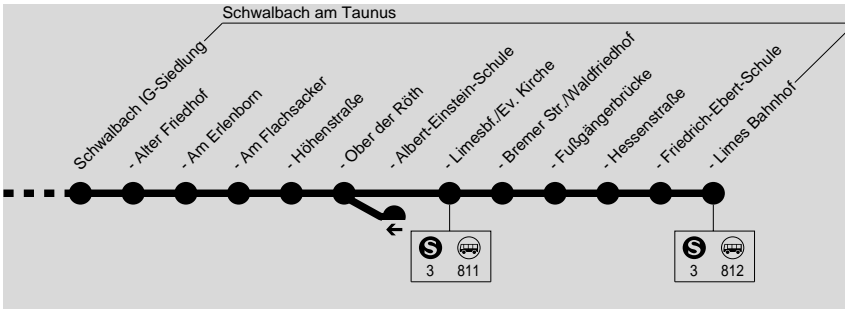 Schwalbach am Taunus
Schwalbach IG-Siedlung
- Alter Friedhof
- Am Erlenborn
- Am Flachsacker
- Höhenstraße
- Ober der Röth
- Albert-Einstein-Schule
- Limesbf./Ev. Kirche
- Bremer Str./Waldfriedhof
- Fußgängerbrücke
- Hessenstraße
- Friedrich-Ebert-Schule
- Limes Bahnhof
S
3 811
S
3 812